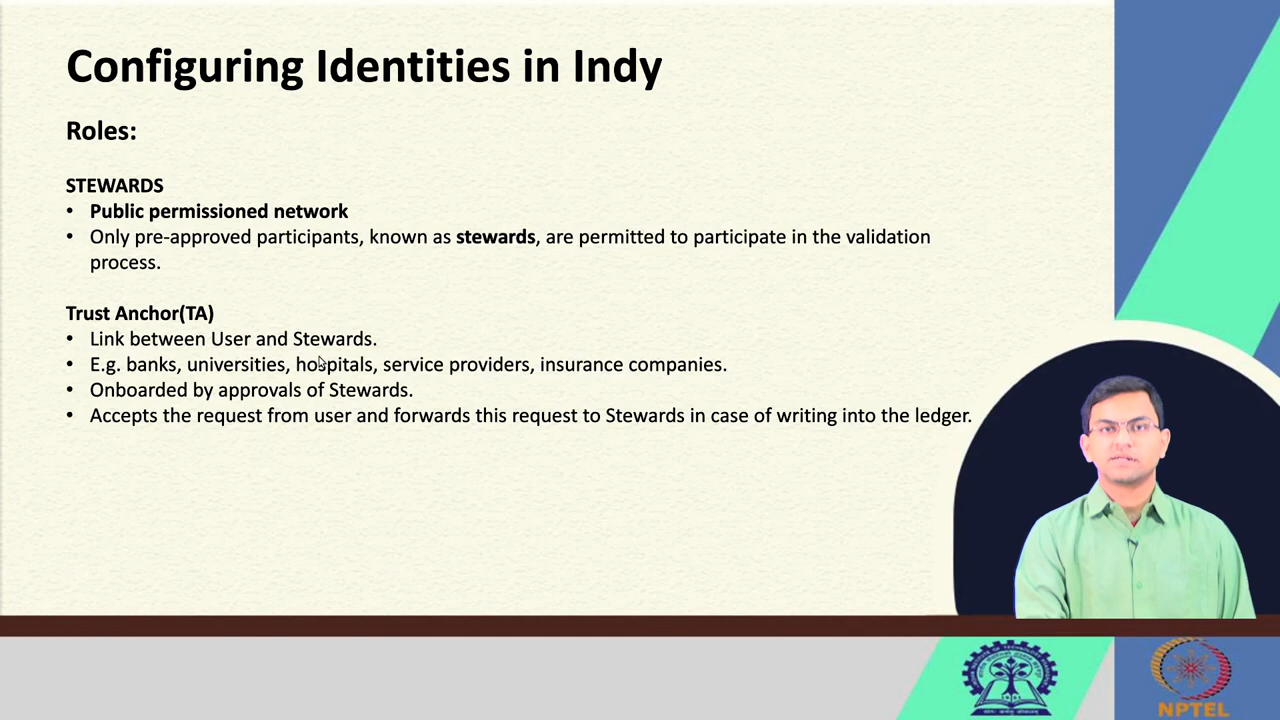 Configuring Identities in Indy
Roles:
STEWARDS
• Public permissioned network
• Only pre-approved participants, known as stewards, are permitted to participate in the validation
process.
Trust Anchor(TA)
• Link between User and Stewards.
• E.g. banks, universities, hospitals, service providers, insurance companies.
• Onboarded by approvals of Stewards.
• Accepts the request from user and forwards this request to Stewards in case of writing into the ledger.
NPTEL